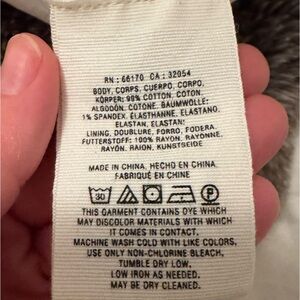 RN: 66170 CA: 32054
BODY, CORPS, CUERPO, CORPO,
KÖRPER: 99% COTTON, COTON,
ALGODÓN, COTONE, BAUMWOLLE:
1% SPANDEX, ELASTHANNE, ELASTANO,
ELASTAN, ELASTAN:
LINING, DOUBLURE, FORRO, FODERA,
FUTTERSTOFF: 100% RAYON, RAYONNE,
RAYÓN, RAION, KUNSTSEIDE
MADE IN CHINA, HECHO EN CHINA
FABRIQUÉ EN CHINE
30 P
THIS GARMENT CONTAINS DYE WHICH
MAY DISCOLOR MATERIALS WITH WHICH
IT COMES IN CONTACT.
MACHINE WASH COLD WITH LIKE COLORS,
USE ONLY NON-CHLORINE BLEACH,
TUMBLE DRY LOW.
LOW IRON AS NEEDED.
MAY BE DRY CLEANED.